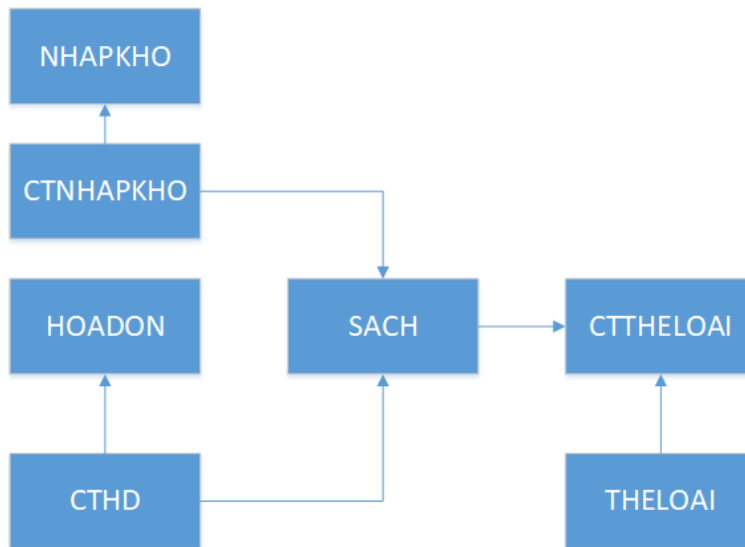 NHAPKHO
CTNHAPKHO
HOADON
SACH
CTTHELOAI
CTHD
THELOAI